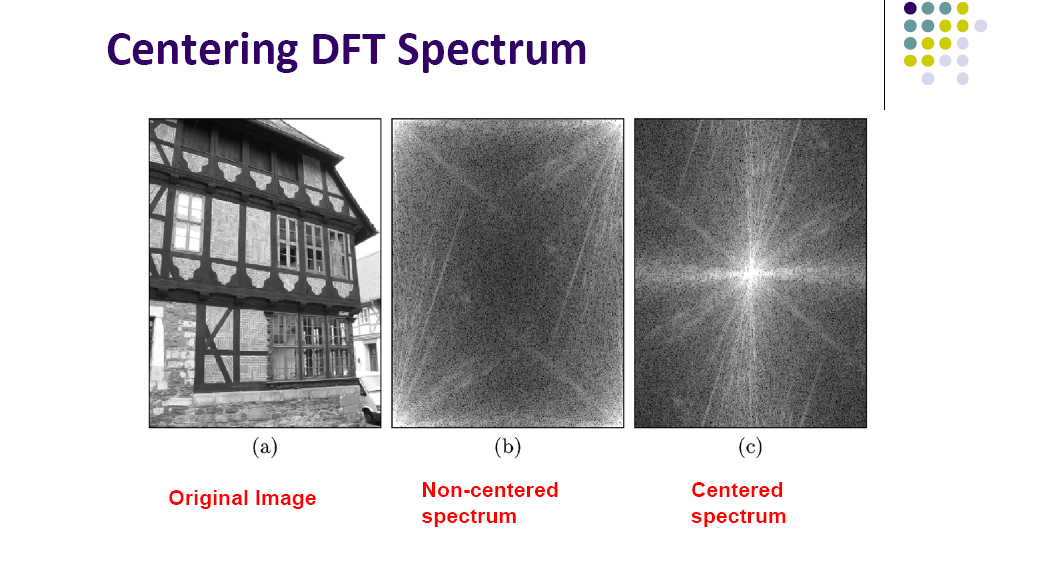 Centering DFT Spectrum
(a)
(b)
(c)
Original Image
Non-centered
spectrum
Centered
spectrum